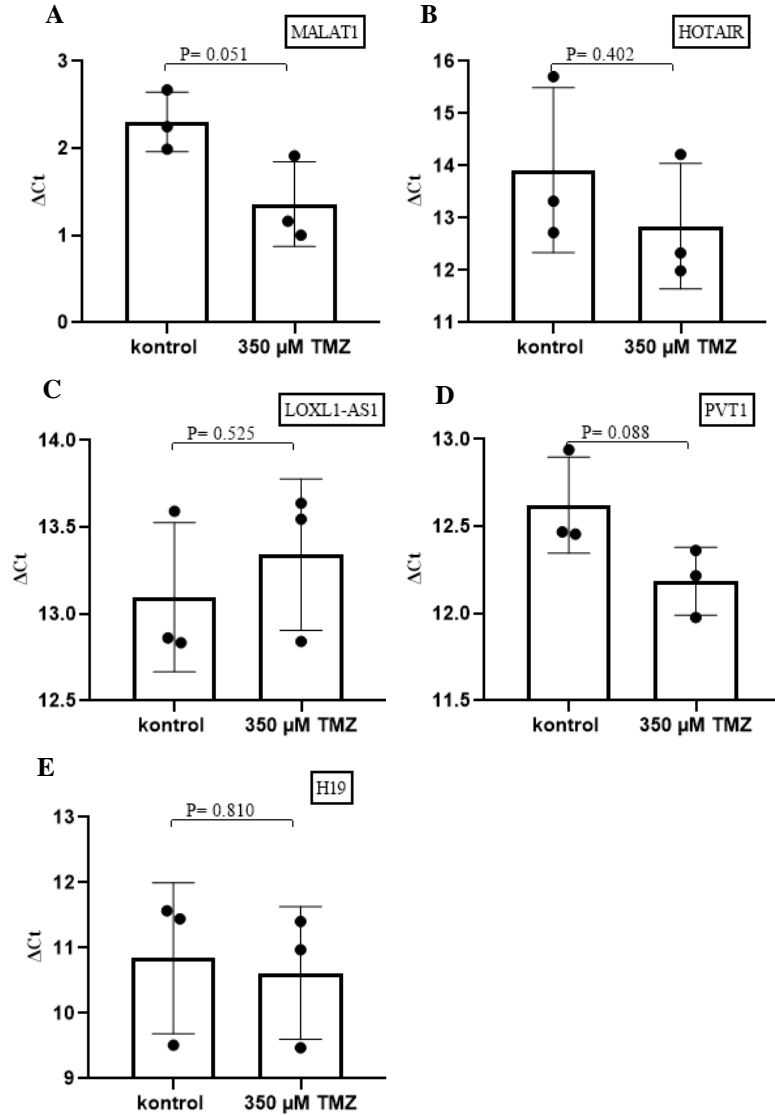 A
MALAT1
P= 0.051
3
2
1
0
ΔCt
kontrol
350 µM TMZ
B
HOTAIR
P= 0.402
16
15
14
13
12
11
ΔCt
kontrol
350 µM TMZ
C
LOXL1-AS1
P= 0.525
14.0
13.5
13.0
12.5
ΔCt
kontrol
350 µM TMZ
D
PVT1
P= 0.088
13.0
12.5
12.0
11.5
ΔCt
kontrol
350 µM TMZ
E
H19
P= 0.810
13
12
11
10
9
ΔCt
kontrol
350 µM TMZ